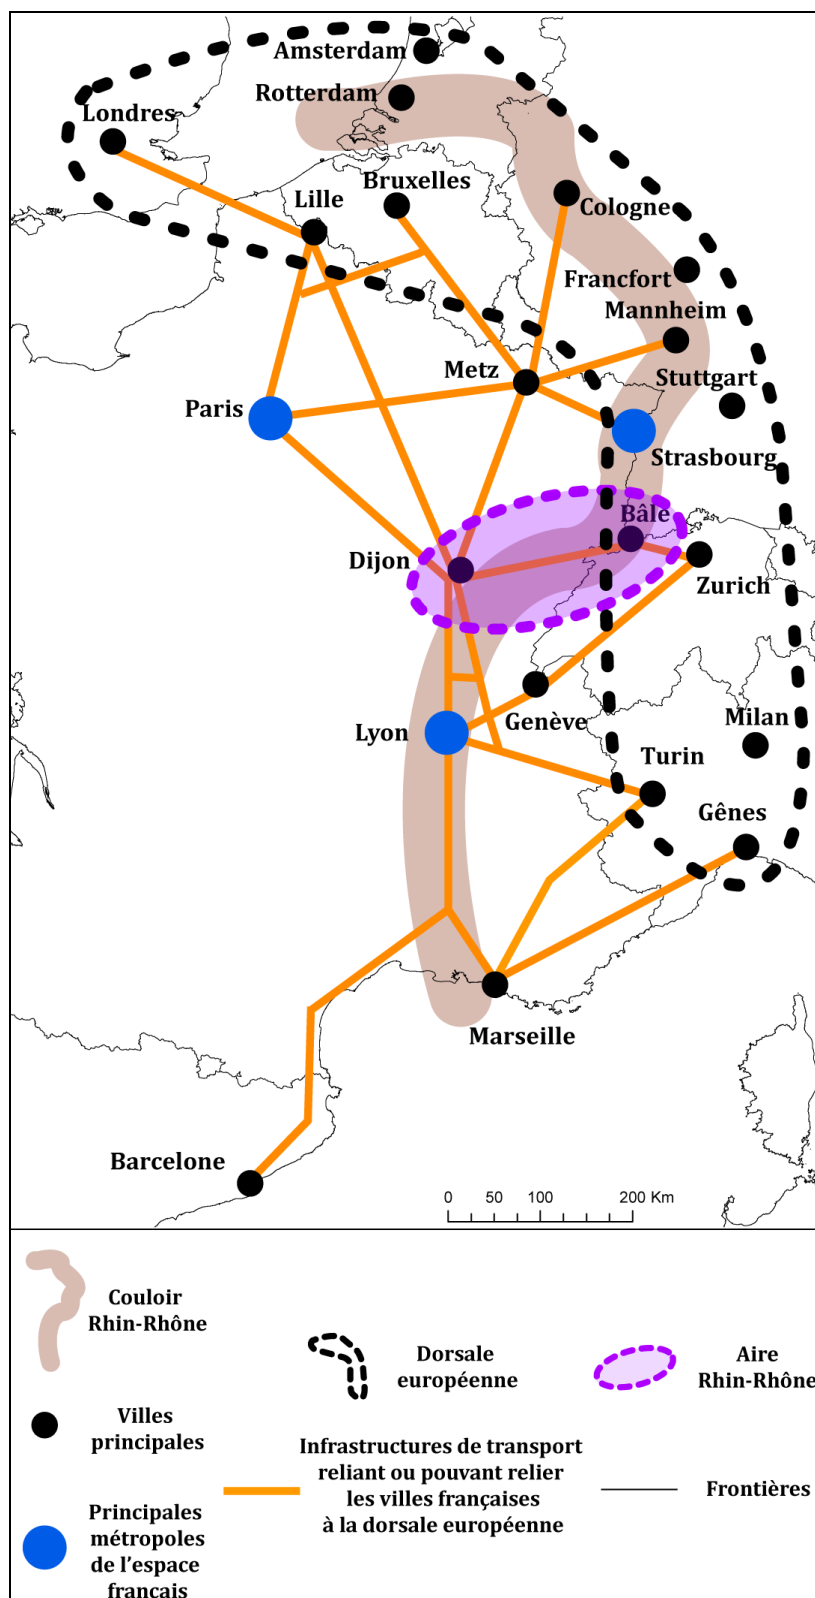 Amsterdam
Rotterdam
Londres
Bruxelles
Lille
Cologne
Francfort
Mannheim
Metz
Stuttgart
Paris
Strasbourg
Bâle
Dijon
Zurich
Genève
Milan
Lyon
Turin
Gênes
Marseille
Barcelone
0 50 100 200 Km
Couloir
Rhin-Rhône
Dorsale
européenne
Aire
Rhin-Rhône
Villes
principales
Infrastructures de transport
reliant ou pouvant relier
les villes françaises
à la dorsale européenne
Frontières
Principales
métropoles
de l'espace
français